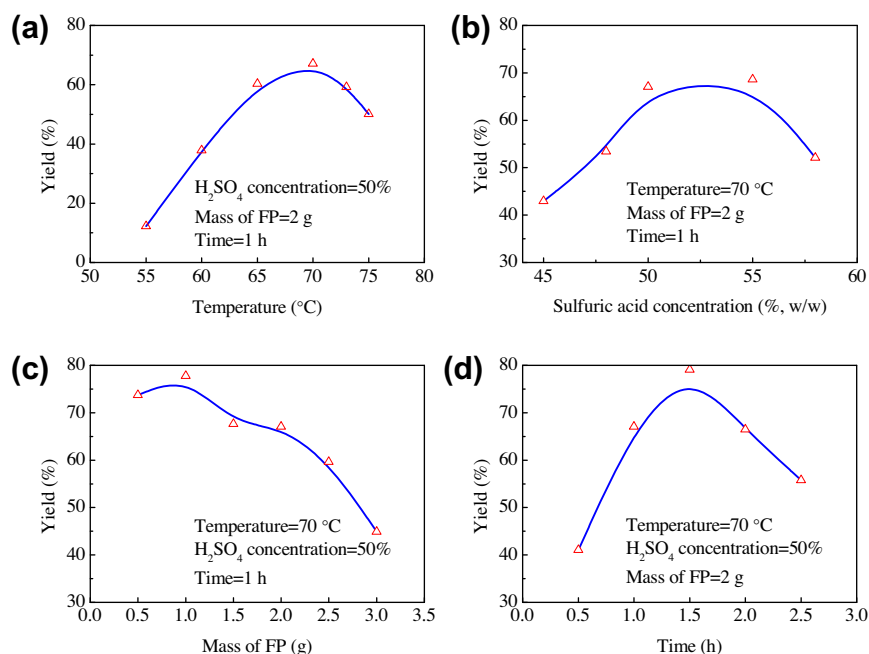 (a)
80
60
40
20
0
Yield (%)
H₂SO₄ concentration=50%
Mass of FP=2 g
Time=1 h
50 55 60 65 70 75 80
Temperature (°C)
(b)
80
70
60
50
40
30
Yield (%)
Temperature=70 °C
Mass of FP=2 g
Time=1 h
45 50 55 60
Sulfuric acid concentration (%, w/w)
(c)
80
70
60
50
40
30
Yield (%)
Temperature=70 °C
H₂SO₄ concentration=50%
Time=1 h
0.0 0.5 1.0 1.5 2.0 2.5 3.0 3.5
Mass of FP (g)
(d)
80
70
60
50
40
30
Yield (%)
Temperature=70 °C
H₂SO₄ concentration=50%
Mass of FP=2 g
0.0 0.5 1.0 1.5 2.0 2.5 3.0
Time (h)